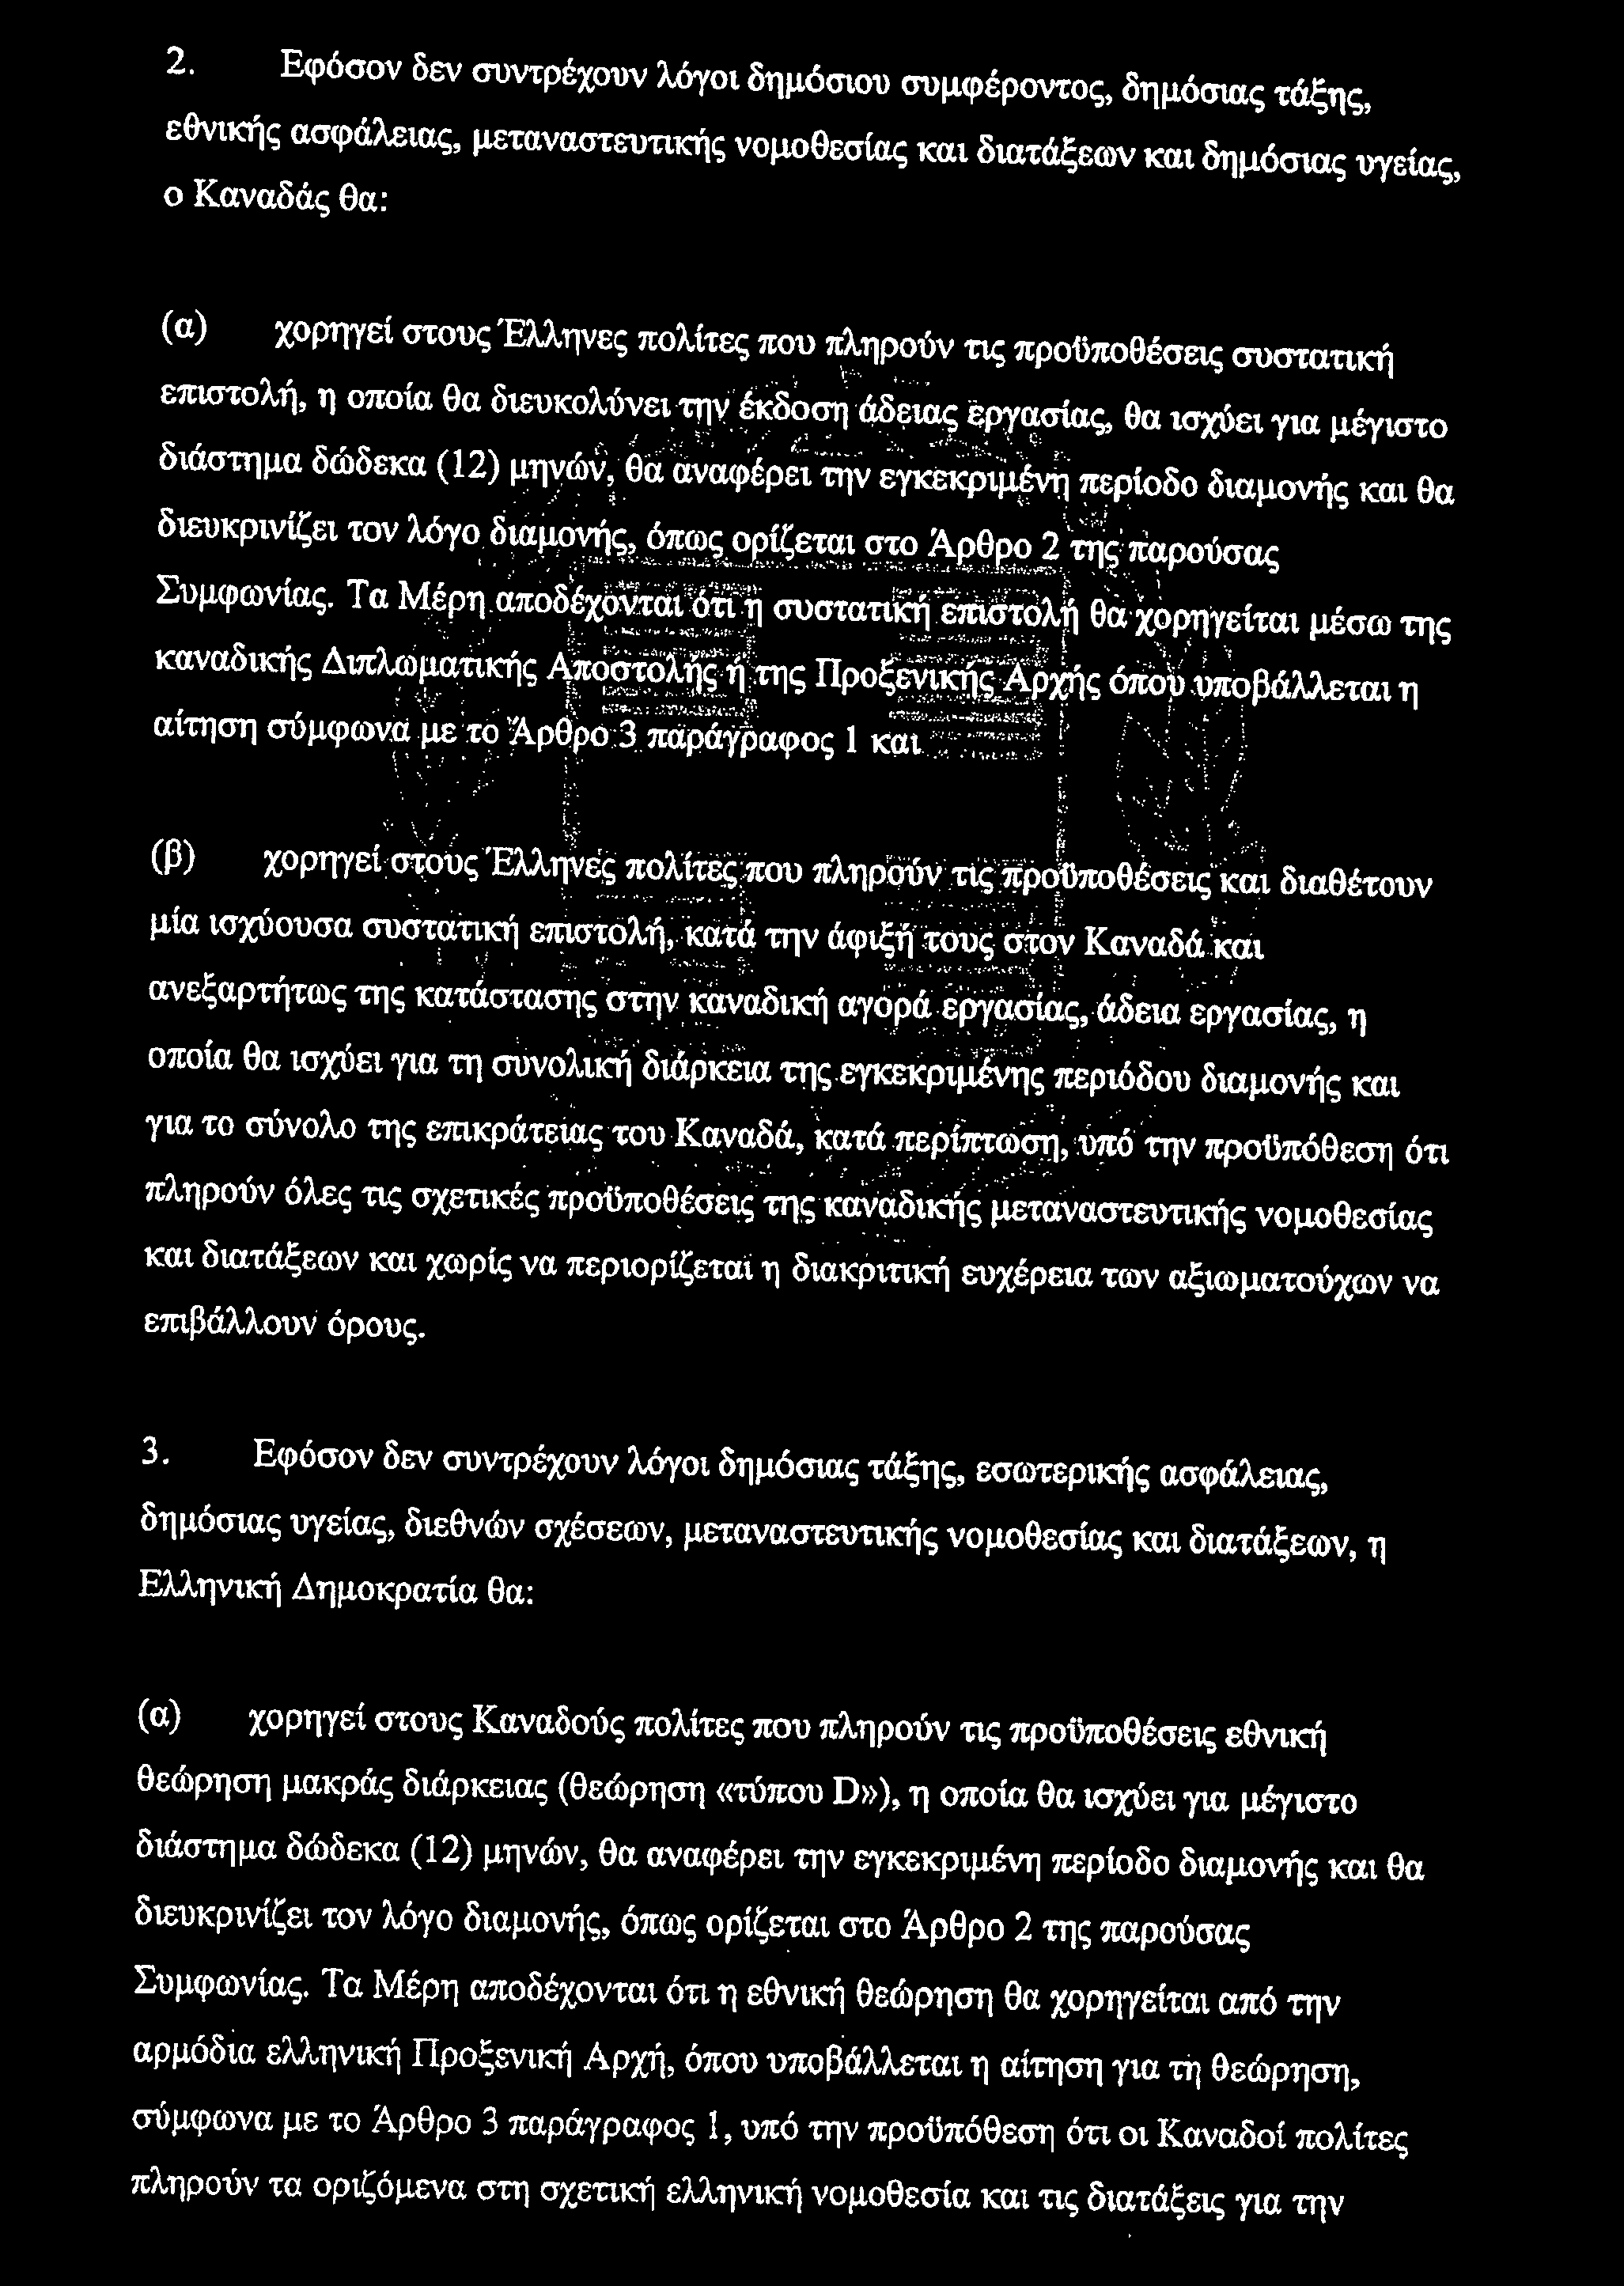 2. Εφόσον δεν συντρέχουν λόγοι δημόσιου συμφέροντος, δημόσιας τάξης,
εθνικής ασφάλειας, μεταναστευτικής νομοθεσίας και διατάξεων και δημόσιας υγείας,
ο Καναδάς θα:
(α) χορηγεί στους Έλληνες πολίτες που πληρούν τις προϋποθέσεις συστατική
επιστολή, η οποία θα διευκολύνει την έκδοση άδειας εργασίας, θα ισχύει για μέγιστο
διάστημα δώδεκα (12) μηνών, θα αναφέρει την εγκεκριμένη περίοδο διαμονής και θα
διευκρινίζει τον λόγο διαμονής, όπως ορίζεται στο Άρθρο 2 της παρούσας
Συμφωνίας. Τα Μέρη αποδέχονται ότι η συστατική επιστολή θα χορηγείται μέσω της
καναδικής Διπλωματικής Αποστολής ή της Προξενικής Αρχής όπου υποβάλλεται η
αίτηση σύμφωνα με το Άρθρο 3 παράγραφος 1 και
(β) χορηγεί στους Έλληνες πολίτες που πληρούν τις προϋποθέσεις και διαθέτουν
μία ισχύουσα συστατική επιστολή, κατά την άφιξή τους στον Καναδά και
ανεξαρτήτως της κατάστασης στην καναδική αγορά εργασίας, άδεια εργασίας, η
οποία θα ισχύει για τη συνολική διάρκεια της εγκεκριμένης περιόδου διαμονής και
για το σύνολο της επικράτειας του Καναδά, κατά περίπτωση, υπό την προϋπόθεση ότι
πληρούν όλες τις σχετικές προϋποθέσεις της καναδικής μεταναστευτικής νομοθεσίας
και διατάξεων και χωρίς να περιορίζεται η διακριτική ευχέρεια των αξιωματούχων να
επιβάλλουν όρους.
3. Εφόσον δεν συντρέχουν λόγοι δημόσιας τάξης, εσωτερικής ασφάλειας,
δημόσιας υγείας, διεθνών σχέσεων, μεταναστευτικής νομοθεσίας και διατάξεων, η
Ελληνική Δημοκρατία θα:
(α) χορηγεί στους Καναδούς πολίτες που πληρούν τις προϋποθέσεις εθνική
θεώρηση μακράς διάρκειας (θεώρηση «τύπου D»), η οποία θα ισχύει για μέγιστο
διάστημα δώδεκα (12) μηνών, θα αναφέρει την εγκεκριμένη περίοδο διαμονής και θα
διευκρινίζει τον λόγο διαμονής, όπως ορίζεται στο Άρθρο 2 της παρούσας
Συμφωνίας. Τα Μέρη αποδέχονται ότι η εθνική θεώρηση θα χορηγείται από την
αρμόδια ελληνική Προξενική Αρχή, όπου υποβάλλεται η αίτηση για τη θεώρηση,
σύμφωνα με το Άρθρο 3 παράγραφος 1, υπό την προϋπόθεση ότι οι Καναδοί πολίτες
πληρούν τα οριζόμενα στη σχετική ελληνική νομοθεσία και τις διατάξεις για την